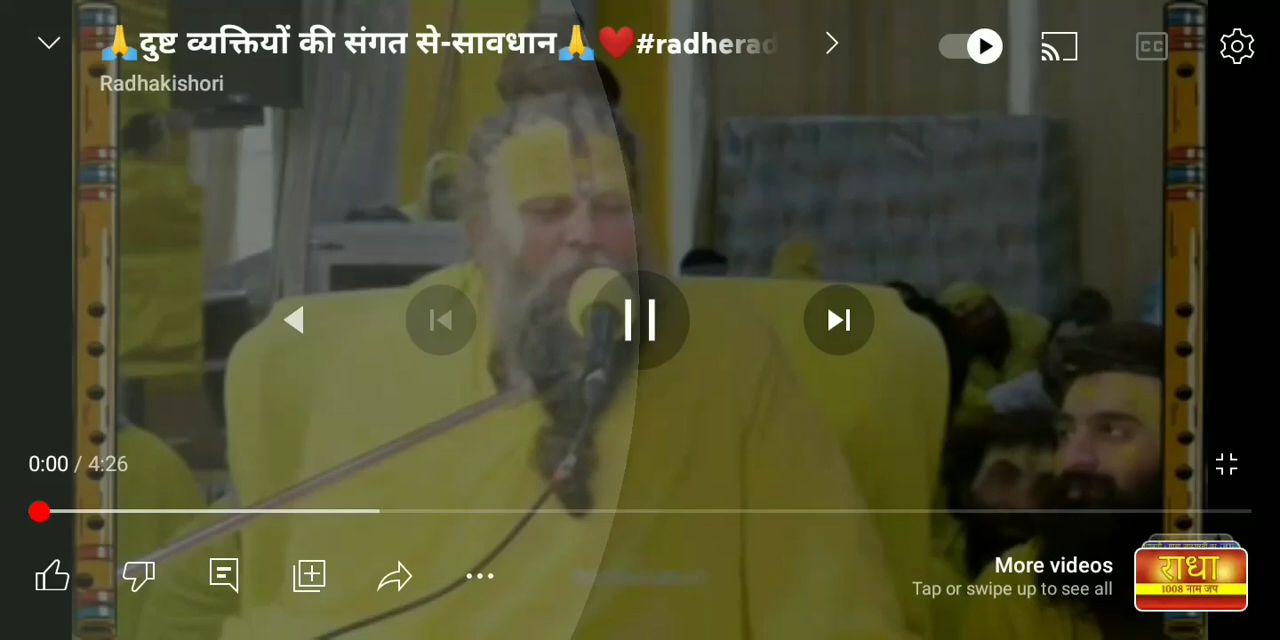 🙏दुष्ट व्यक्तियों की संगत से-सावधान🙏❤️#radherad
Radhakishori
CC
0:00 / 4:26
More videos
Tap or swipe up to see all
राधा
1008 नाम जप